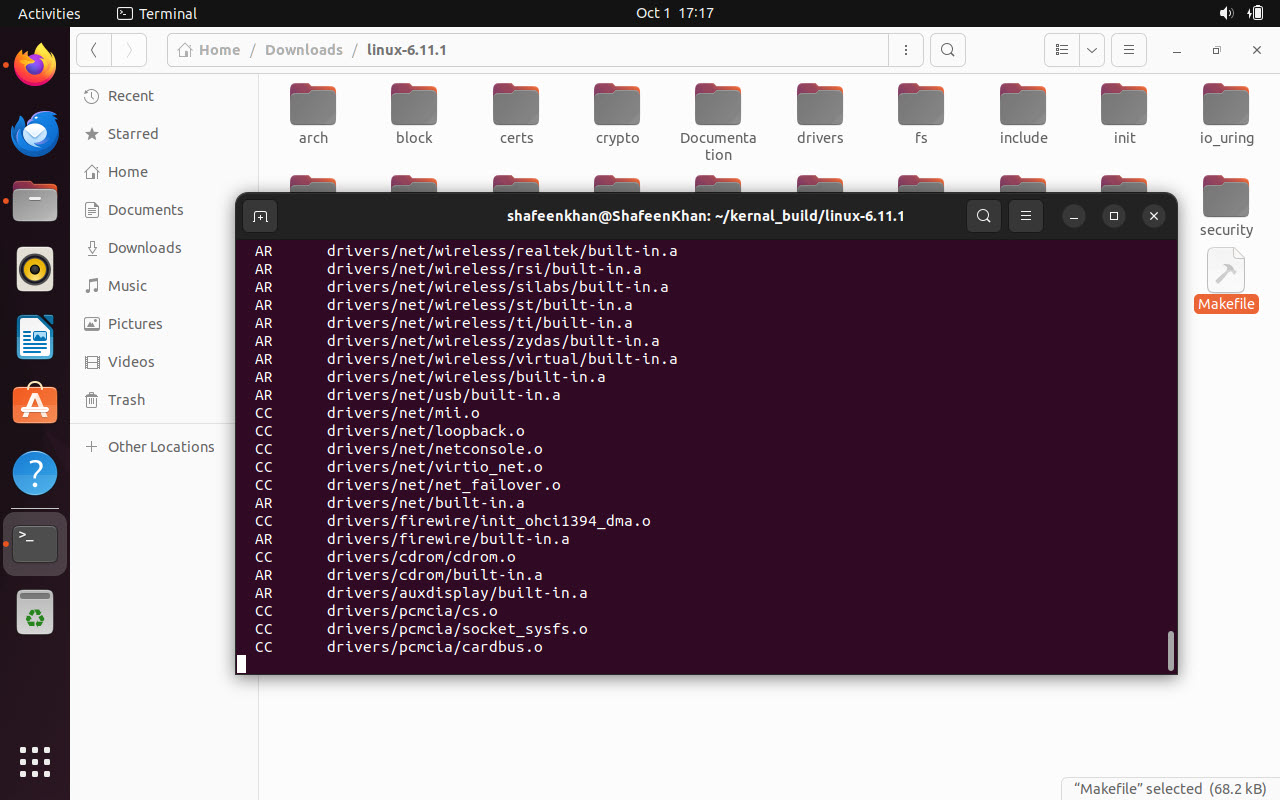 Activities
Terminal
Oct 1 17:17
Home / Downloads / linux-6.11.1
Recent
Starred
Home
Documents
Downloads
Music
Pictures
Videos
Trash
Other Locations
arch
block
certs
crypto
Documenta
tion
drivers
fs
include
init
io_uring
security
Makefile
shafeenkhan@ShafeenKhan: ~/kernal_build/linux-6.11.1
AR drivers/net/wireless/realtek/built-in.a
AR drivers/net/wireless/rsi/built-in.a
AR drivers/net/wireless/silabs/built-in.a
AR drivers/net/wireless/st/built-in.a
AR drivers/net/wireless/ti/built-in.a
AR drivers/net/wireless/zydas/built-in.a
AR drivers/net/wireless/virtual/built-in.a
AR drivers/net/wireless/built-in.a
AR drivers/net/usb/built-in.a
CC drivers/net/mii.o
CC drivers/net/loopback.o
CC drivers/net/netconsole.o
CC drivers/net/virtio_net.o
CC drivers/net/net_failover.o
AR drivers/net/built-in.a
CC drivers/firewire/init_ohci1394_dma.o
AR drivers/firewire/built-in.a
CC drivers/cdrom/cdrom.o
AR drivers/cdrom/built-in.a
AR drivers/auxdisplay/built-in.a
CC drivers/pcmcia/cs.o
CC drivers/pcmcia/socket_sysfs.o
CC drivers/pcmcia/cardbus.o
“Makefile” selected (68.2 kB)